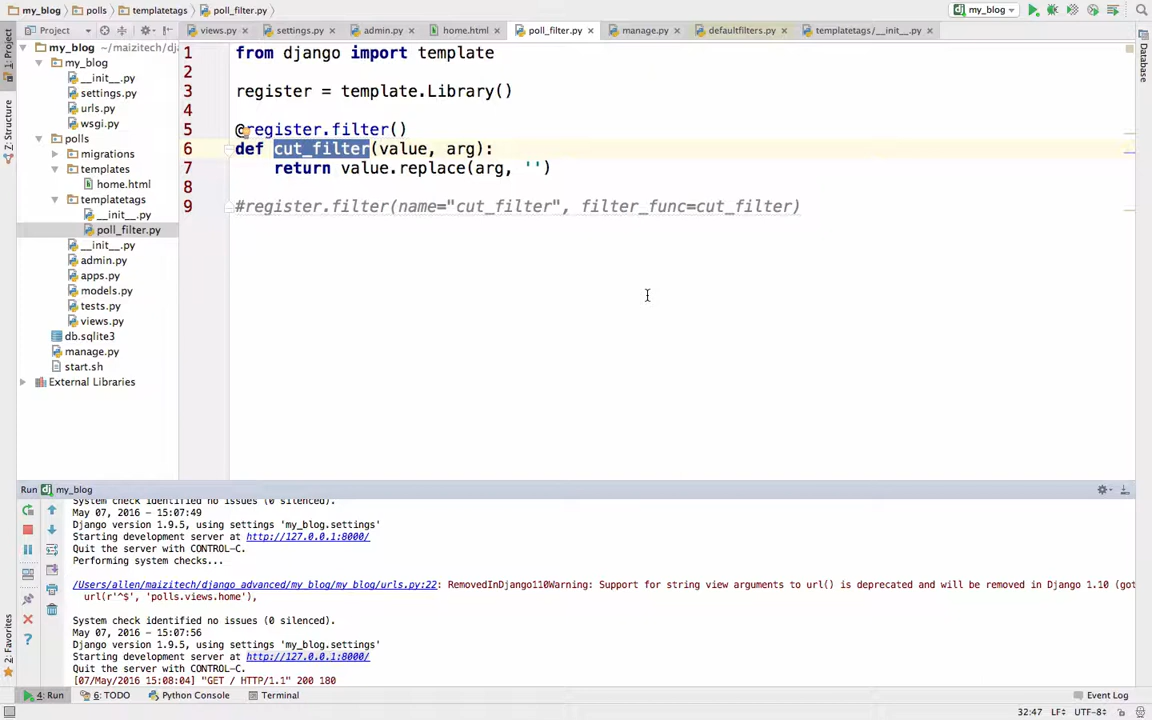 my_blog polls templatetags poll_filter.py my_blog
Project views.py settings.py admin.py home.html poll_filter.py manage.py defaultfilters.py templatetags/__init__.py
1: Project
Z: Structure
2: Favorites
Database
my_blog ~/maizitech/dj
my_blog
__init__.py
settings.py
urls.py
wsgi.py
polls
migrations
templates
home.html
templatetags
__init__.py
poll_filter.py
__init__.py
admin.py
apps.py
models.py
tests.py
views.py
db.sqlite3
manage.py
start.sh
External Libraries
1 from django import template
2
3 register = template.Library()
4
5 @register.filter()
6 def cut_filter(value, arg):
7 return value.replace(arg, '')
8
9 #register.filter(name="cut_filter", filter_func=cut_filter)
Run my_blog
System check identified no issues (0 silenced).
May 07, 2016 - 15:07:49
Django version 1.9.5, using settings 'my_blog.settings'
Starting development server at http://127.0.0.1:8000/
Quit the server with CONTROL-C.
Performing system checks...
/Users/allen/maizitech/django_advanced/my_blog/my_blog/urls.py:22: RemovedInDjango110Warning: Support for string view arguments to url() is deprecated and will be removed in Django 1.10 (got
url(r'^$', 'polls.views.home'),
System check identified no issues (0 silenced).
May 07, 2016 - 15:07:56
Django version 1.9.5, using settings 'my_blog.settings'
Starting development server at http://127.0.0.1:8000/
Quit the server with CONTROL-C.
[07/May/2016 15:08:04] "GET / HTTP/1.1" 200 180
4: Run 6: TODO Python Console Terminal Event Log
32:47 LF UTF-8